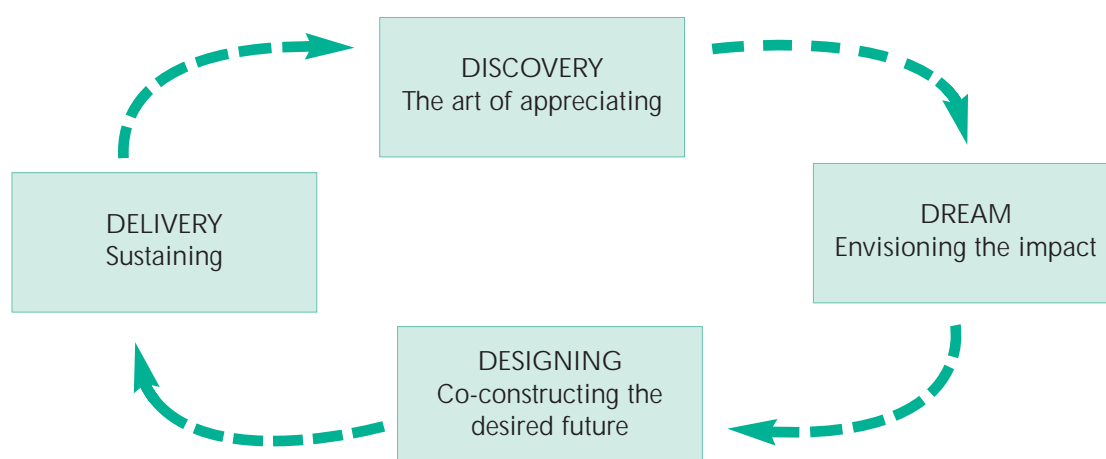 DISCOVERY
The art of appreciating
DREAM
Envisioning the impact
DESIGNING
Co-constructing the
desired future
DELIVERY
Sustaining